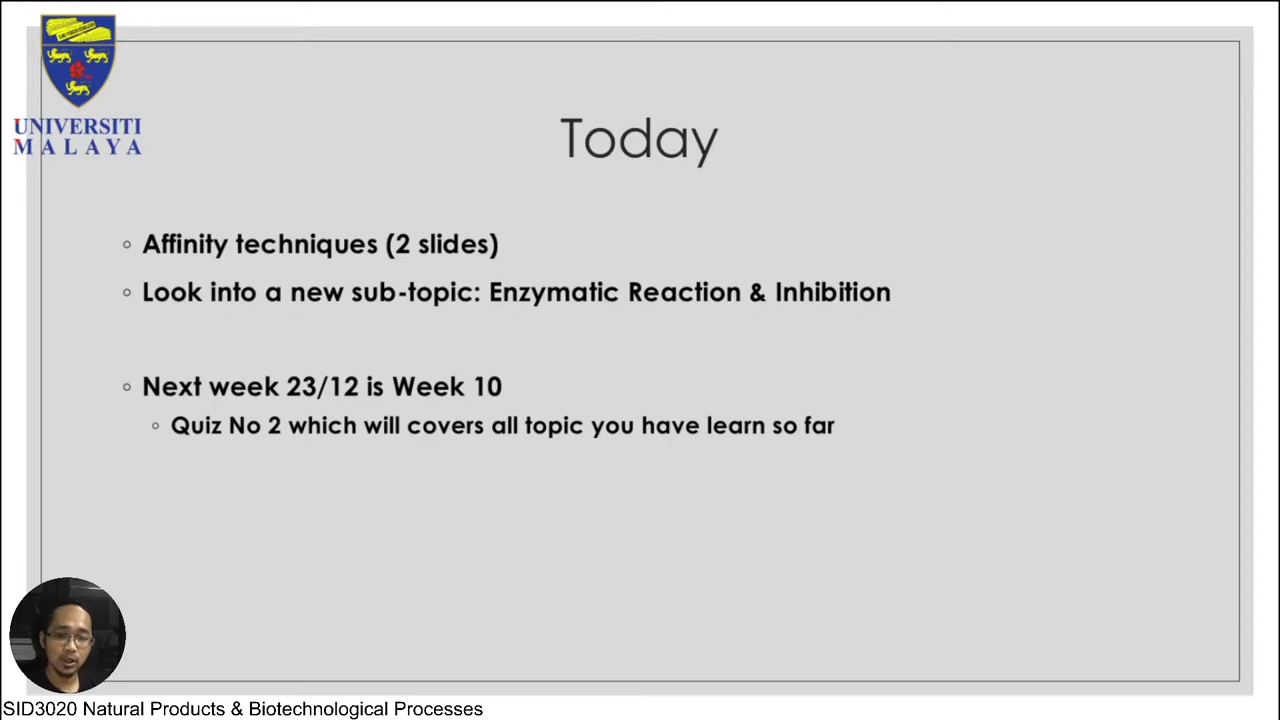 UNIVERSITI
MALAYA
Today
Affinity techniques (2 slides)
Look into a new sub-topic: Enzymatic Reaction & Inhibition
Next week 23/12 is Week 10
Quiz No 2 which will covers all topic you have learn so far
SID3020 Natural Products & Biotechnological Processes